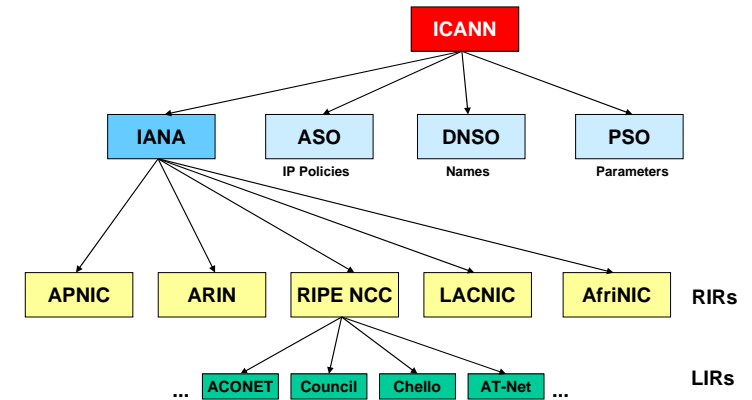 ICANN
IANA ASO DNSO PSO
IP Policies Names Parameters
APNIC ARIN RIPE NCC LACNIC AfriNIC RIRs
... ACONET Council Chello AT-Net ... LIRs